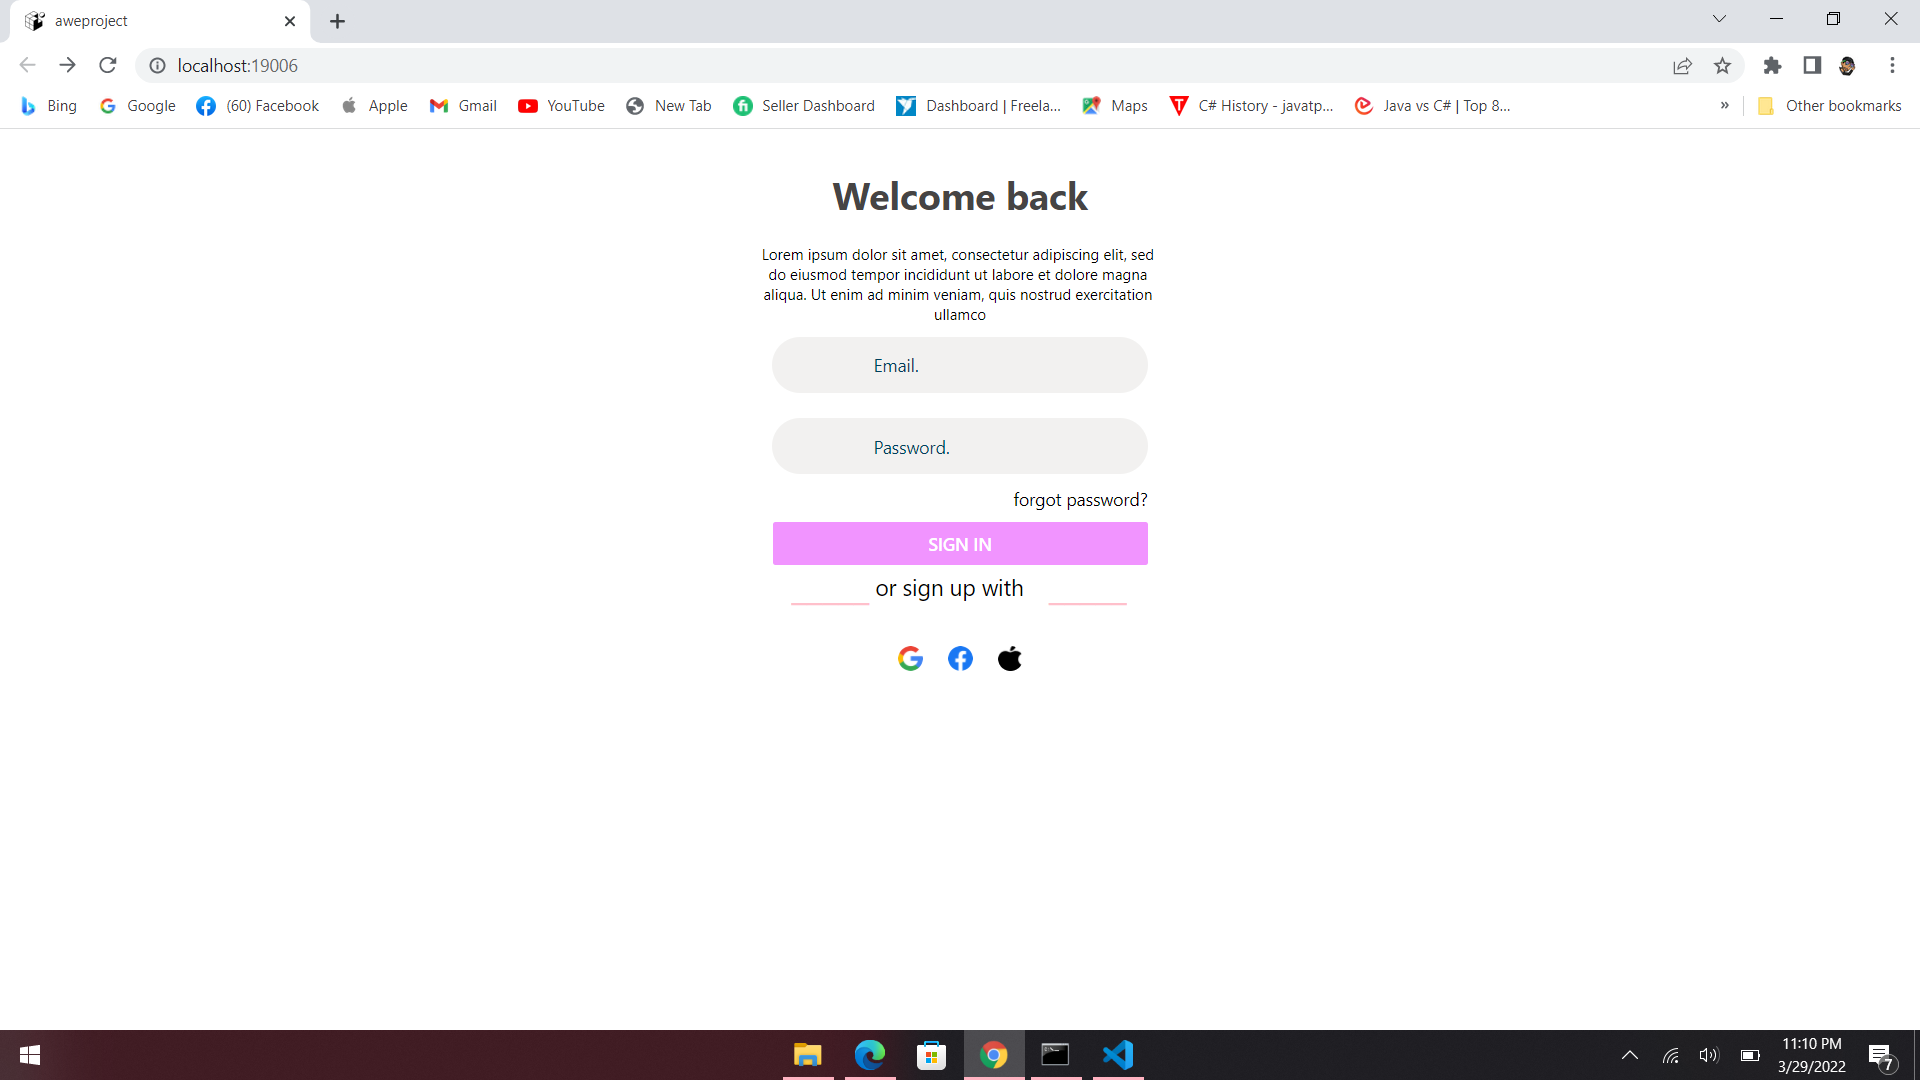 aweproject
localhost:19006
Bing Google (60) Facebook Apple Gmail YouTube New Tab Seller Dashboard Dashboard | Freela... Maps C# History - javatp... Java vs C# | Top 8... » Other bookmarks
Welcome back
Lorem ipsum dolor sit amet, consectetur adipiscing elit, sed
do eiusmod tempor incididunt ut labore et dolore magna
aliqua. Ut enim ad minim veniam, quis nostrud exercitation
ullamco
Email.
Password.
forgot password?
SIGN IN
or sign up with
11:10 PM
3/29/2022
7